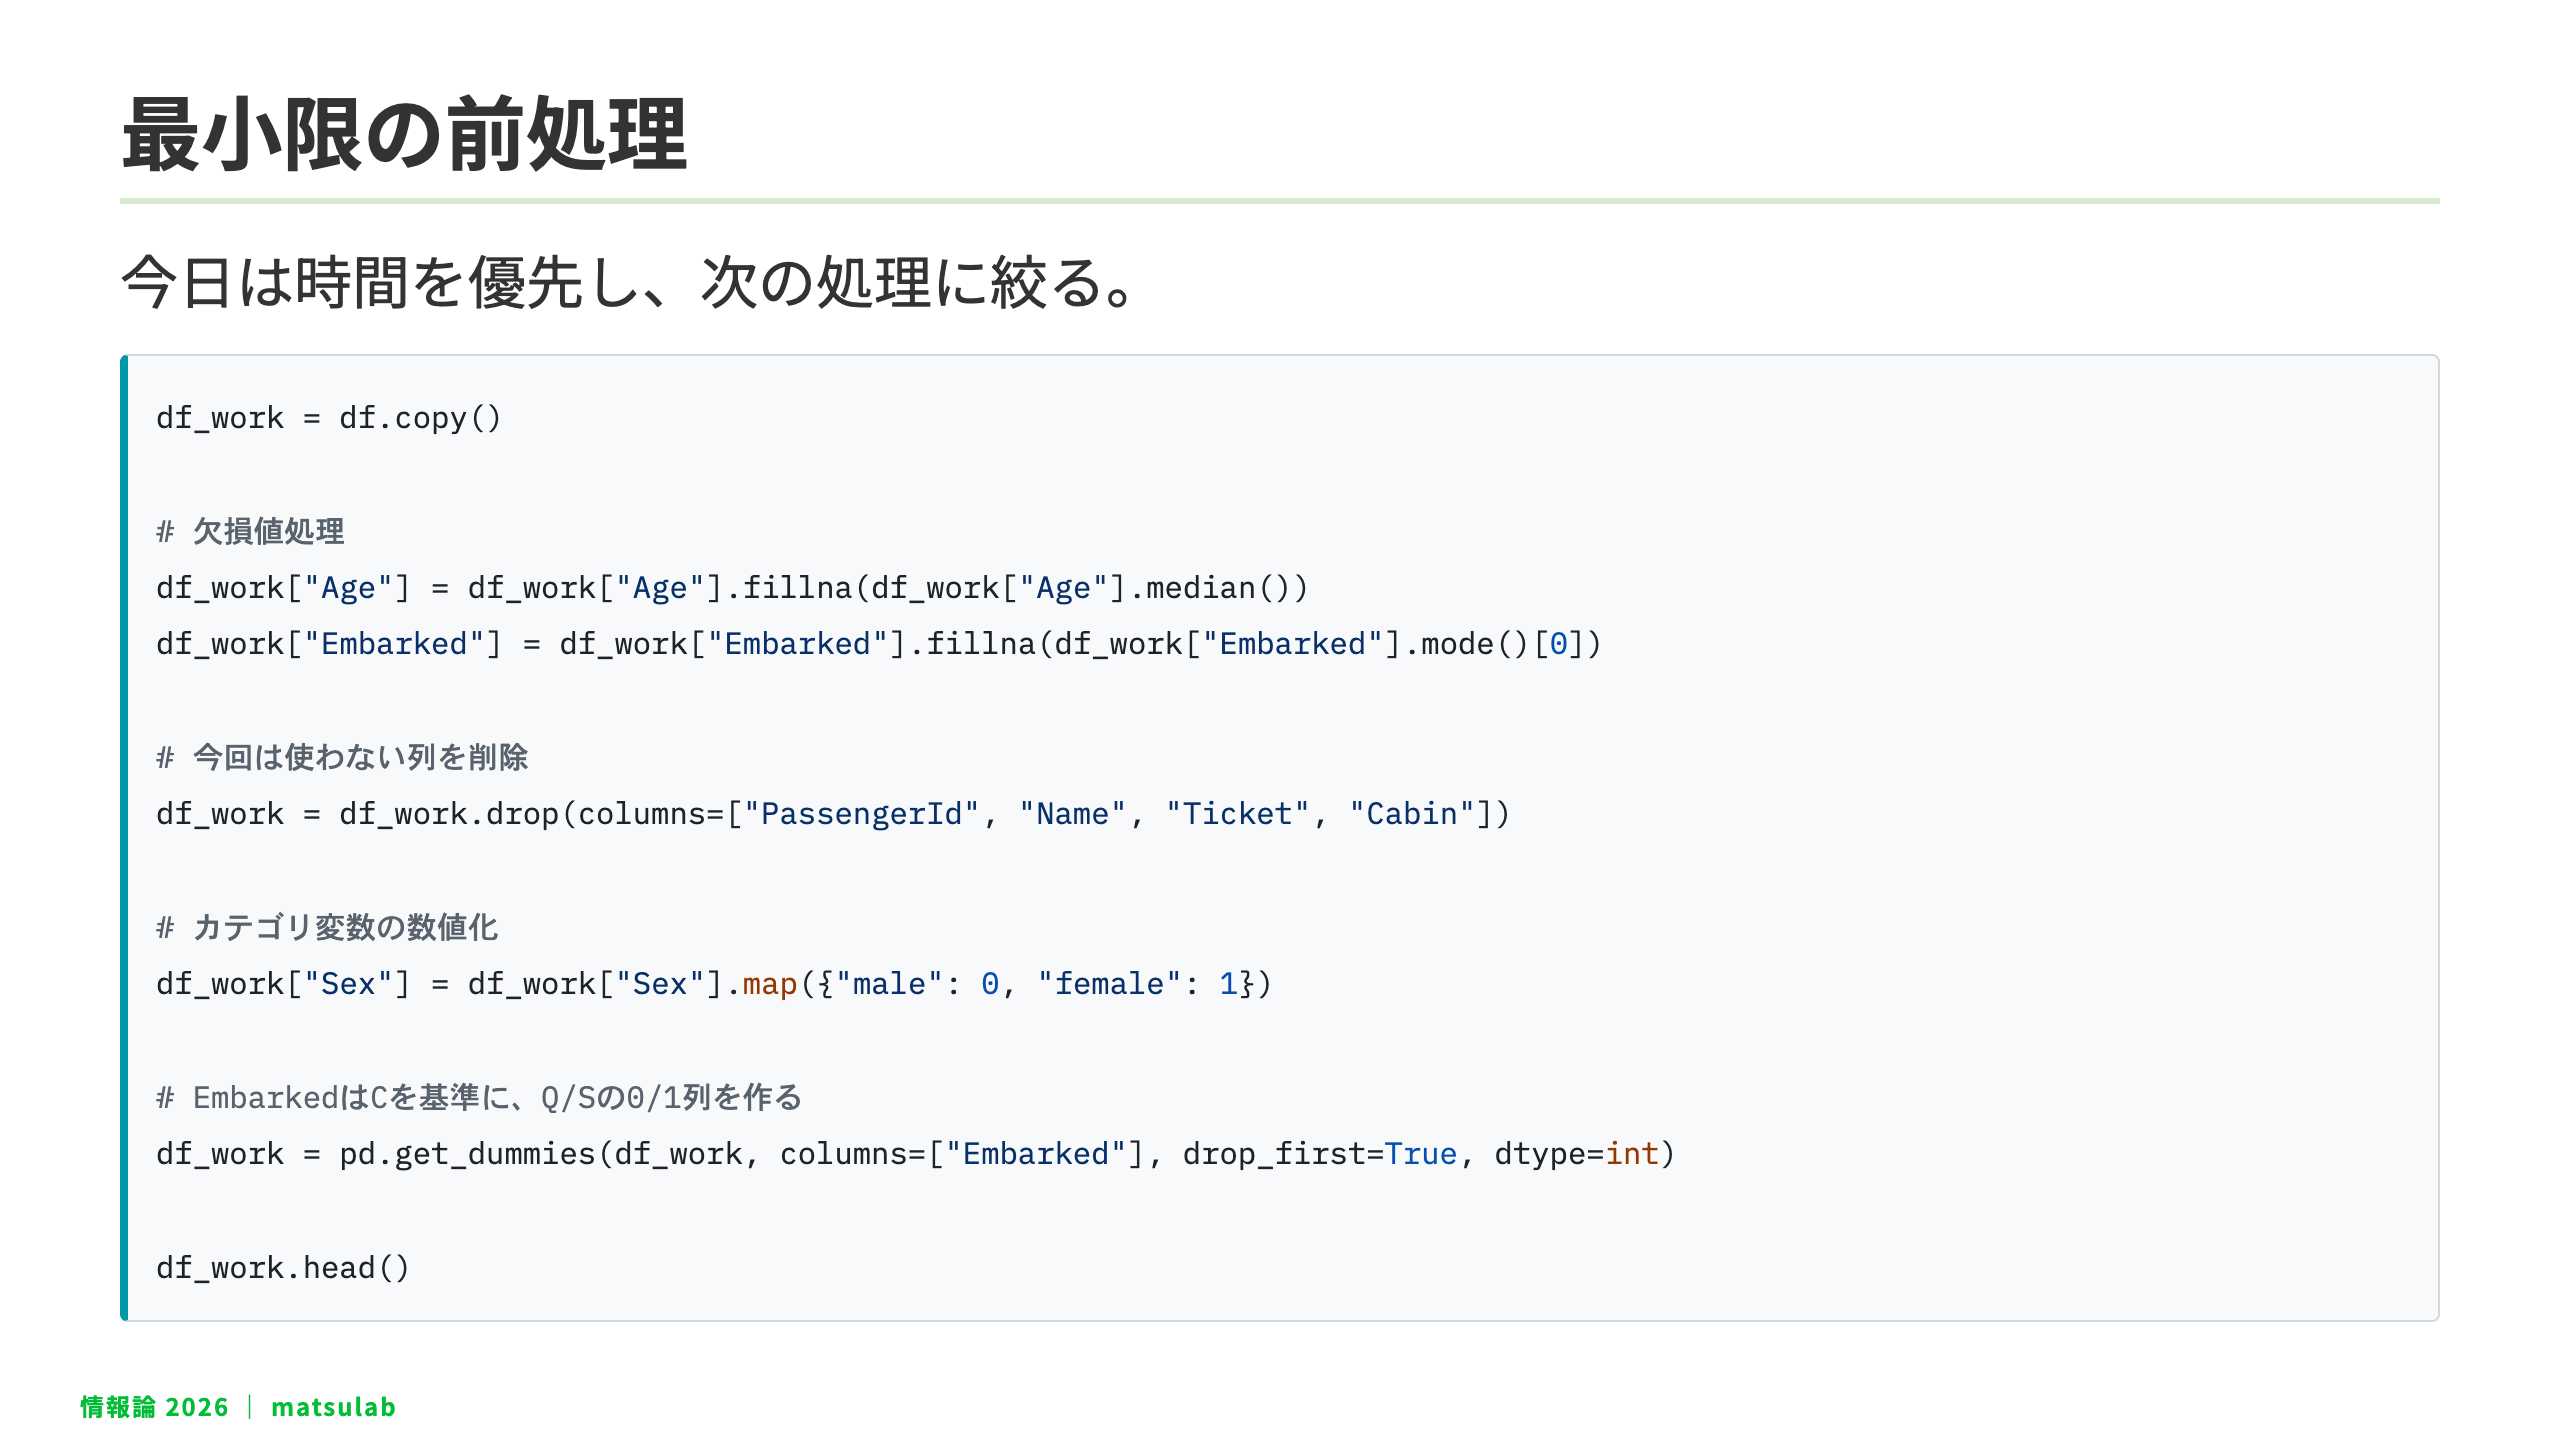 最小限の前処理
今日は時間を優先し、次の処理に絞る。
df_work = df.copy()
# 欠損値処理
df_work["Age"] = df_work["Age"].fillna(df_work["Age"].median())
df_work["Embarked"] = df_work["Embarked"].fillna(df_work["Embarked"].mode()[0])
# 今回は使わない列を削除
df_work = df_work.drop(columns=["PassengerId", "Name", "Ticket", "Cabin"])
# カテゴリ変数の数値化
df_work["Sex"] = df_work["Sex"].map({"male": 0, "female": 1})
# EmbarkedはCを基準に、Q/Sの0/1列を作る
df_work = pd.get_dummies(df_work, columns=["Embarked"], drop_first=True, dtype=int)
df_work.head()
情報論 2026 ｜ matsulab